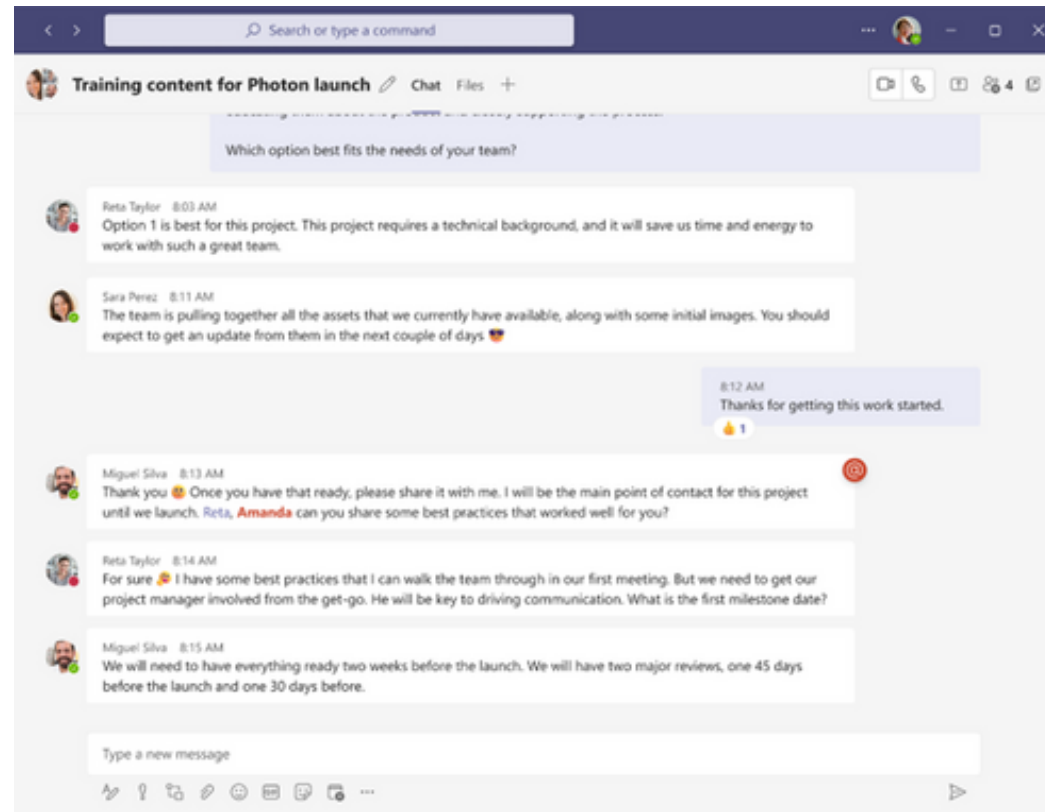 Search or type a command
Training content for Photon launch Chat Files
4
Which option best fits the needs of your team?
Reta Taylor 8:03 AM
Option 1 is best for this project. This project requires a technical background, and it will save us time and energy to
work with such a great team.
Sara Perez 8:11 AM
The team is pulling together all the assets that we currently have available, along with some initial images. You should
expect to get an update from them in the next couple of days 😎
8:12 AM
Thanks for getting this work started.
👍 1
Miguel Silva 8:13 AM
@
Thank you 😊 Once you have that ready, please share it with me. I will be the main point of contact for this project
until we launch. Reta, Amanda can you share some best practices that worked well for you?
Reta Taylor 8:14 AM
For sure 🎉 I have some best practices that I can walk the team through in our first meeting. But we need to get our
project manager involved from the get-go. He will be key to driving communication. What is the first milestone date?
Miguel Silva 8:15 AM
We will need to have everything ready two weeks before the launch. We will have two major reviews, one 45 days
before the launch and one 30 days before.
Type a new message